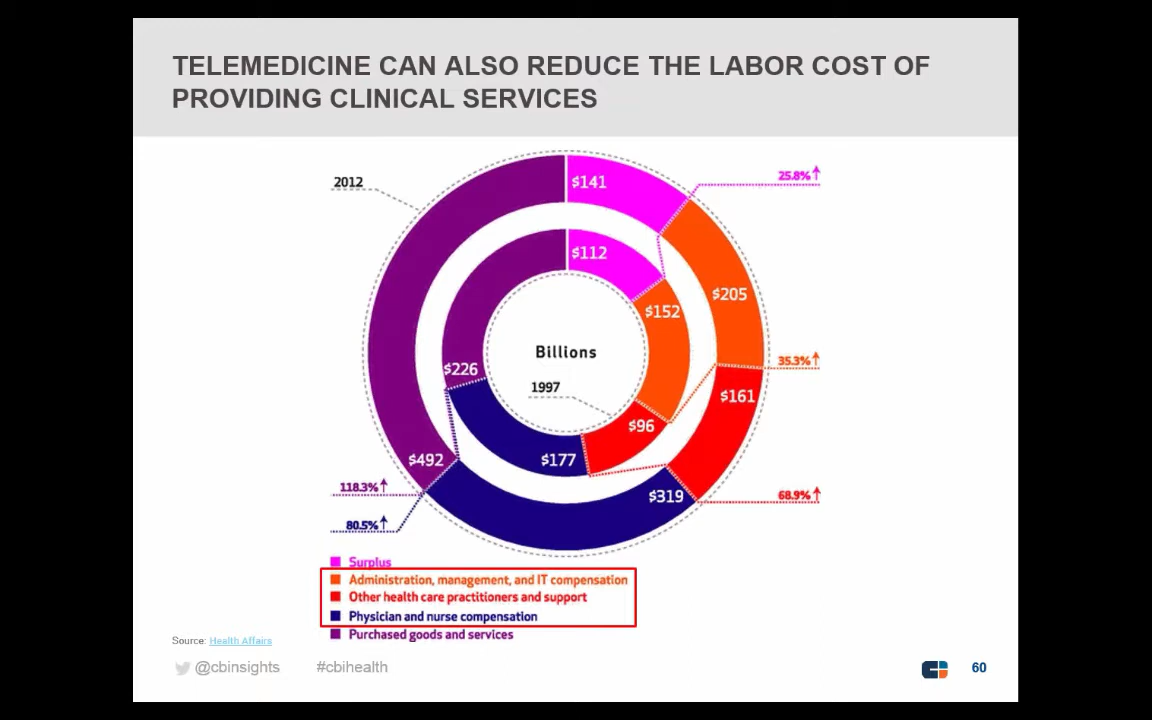 TELEMEDICINE CAN ALSO REDUCE THE LABOR COST OF
PROVIDING CLINICAL SERVICES
2012
$141
25.8%↑
$112
$205
$152
Billions
35.3%↑
$226
1997
$161
$96
$492
$177
$319
118.3%↑
68.9%↑
80.5%↑
Surplus
Administration, management, and IT compensation
Other health care practitioners and support
Physician and nurse compensation
Purchased goods and services
Source: Health Affairs
@cbinsights #cbihealth
60